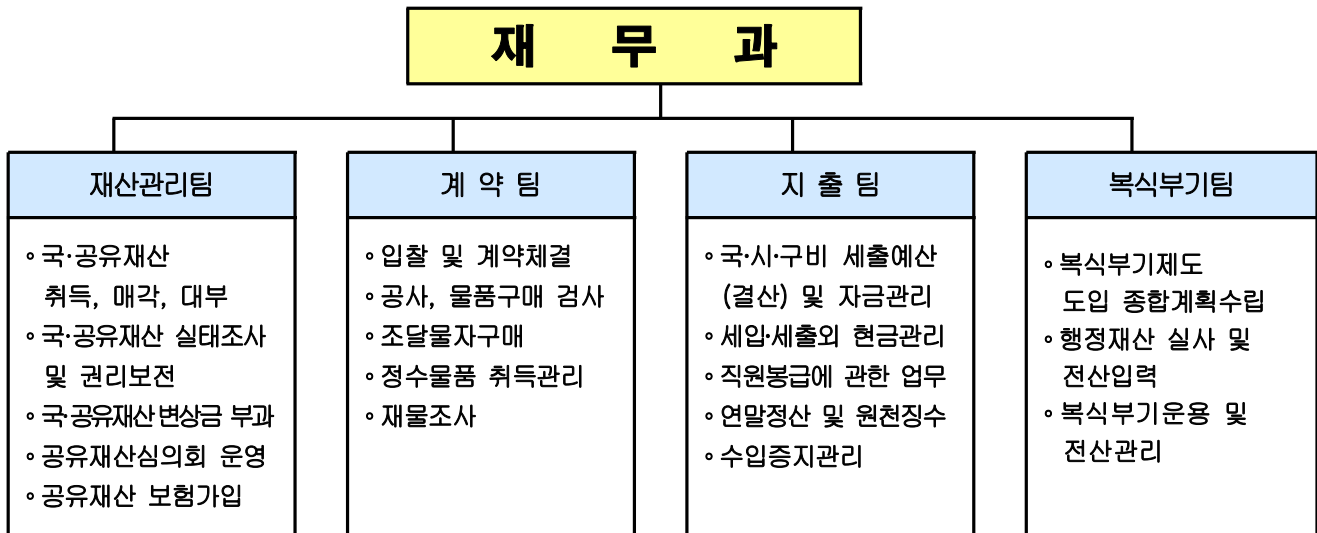 재 무 과
재산관리팀
◦국·공유재산
취득, 매각, 대부
◦국·공유재산 실태조사
및 권리보전
◦국·공유재산 변상금 부과
◦공유재산심의회 운영
◦공유재산 보험가입
계 약 팀
◦입찰 및 계약체결
◦공사, 물품구매 검사
◦조달물자구매
◦정수물품 취득관리
◦재물조사
지 출 팀
◦국·시·구비 세출예산
(결산) 및 자금관리
◦세입·세출외 현금관리
◦직원봉급에 관한 업무
◦연말정산 및 원천징수
◦수입증지관리
복식부기팀
◦복식부기제도
도입 종합계획수립
◦행정재산 실사 및
전산입력
◦복식부기운용 및
전산관리